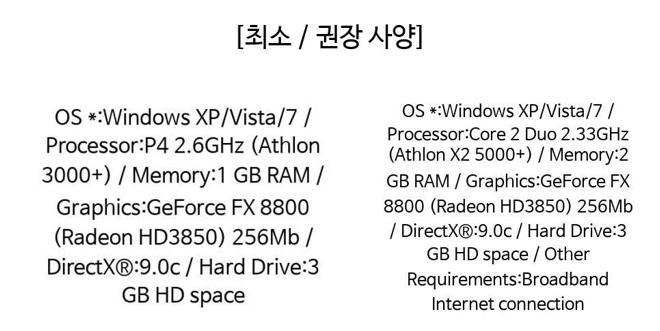 [최소 / 권장 사양]
OS *:Windows XP/Vista/7 /
Processor:P4 2.6GHz (Athlon
3000+) / Memory:1 GB RAM /
Graphics:GeForce FX 8800
(Radeon HD3850) 256Mb /
DirectX®:9.0c / Hard Drive:3
GB HD space
OS *:Windows XP/Vista/7 /
Processor:Core 2 Duo 2.33GHz
(Athlon X2 5000+) / Memory:2
GB RAM / Graphics:GeForce FX
8800 (Radeon HD3850) 256Mb
/ DirectX®:9.0c / Hard Drive:3
GB HD space / Other
Requirements:Broadband
Internet connection